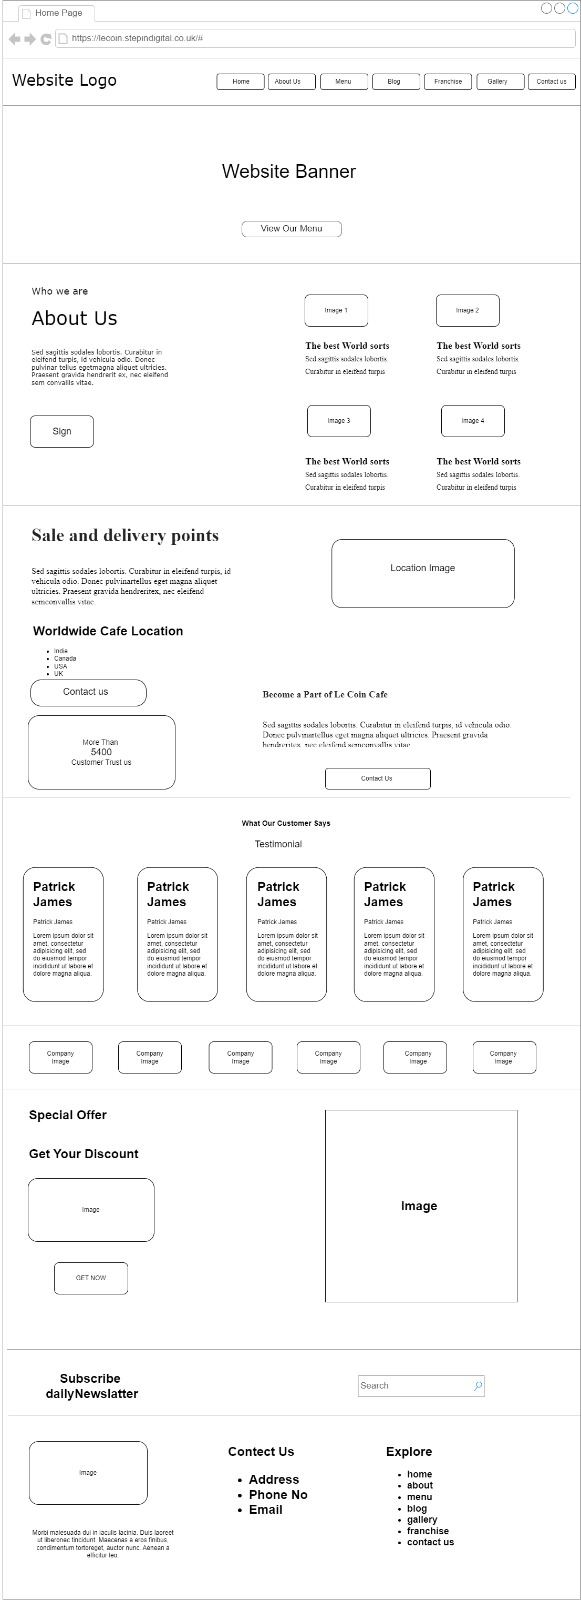 Home Page
https://lecoin.stepindigital.co.uk/#
Website Logo
Home
About Us
Menu
Blog
Franchise
Gallery
Contact us
Website Banner
View Our Menu
Who we are
About Us
Sed sagittis sodales lobortis. Curabitur in
eleifend turpis, id vehicula odio. Donec
pulvinar tellus egetmagna aliquet ultricies.
Praesent gravida hendrerit ex, nec eleifend
sem convallis vitae.
Sign
Image 1
Image 2
The best World sorts
Sed sagittis sodales lobortis.
Curabitur in eleifend turpis
The best World sorts
Sed sagittis sodales lobortis.
Curabitur in eleifend turpis
Image 3
Image 4
The best World sorts
Sed sagittis sodales lobortis.
Curabitur in eleifend turpis
The best World sorts
Sed sagittis sodales lobortis.
Curabitur in eleifend turpis
Sale and delivery points
Sed sagittis sodales lobortis. Curabitur in eleifend turpis, id
vehicula odio. Donec pulvinartellus eget magna aliquet
ultricies. Praesent gravida hendreritex, nec eleifend
semconvallis vitae.
Location Image
Worldwide Cafe Location
India
Canada
USA
UK
Contact us
More Than
5400
Customer Trust us
Become a Part of Le Coin Cafe
Sed sagittis sodales lobortis. Curabitur in eleifend turpis, id vehicula odio.
Donec pulvinartellus eget magna aliquet ultricies. Praesent gravida
hendreritex, nec eleifend semconvallis vitae.
Contact Us
What Our Customer Says
Testimonial
Patrick
James
Patrick James
Lorem ipsum dolor sit
amet, consectetur
adipisicing elit, sed
do eiusmod tempor
incididunt ut labore et
dolore magna aliqua.
Patrick
James
Patrick James
Lorem ipsum dolor sit
amet, consectetur
adipisicing elit, sed
do eiusmod tempor
incididunt ut labore et
dolore magna aliqua.
Patrick
James
Patrick James
Lorem ipsum dolor sit
amet, consectetur
adipisicing elit, sed
do eiusmod tempor
incididunt ut labore et
dolore magna aliqua.
Patrick
James
Patrick James
Lorem ipsum dolor sit
amet, consectetur
adipisicing elit, sed
do eiusmod tempor
incididunt ut labore et
dolore magna aliqua.
Patrick
James
Patrick James
Lorem ipsum dolor sit
amet, consectetur
adipisicing elit, sed
do eiusmod tempor
incididunt ut labore et
dolore magna aliqua.
Company
Image
Company
Image
Company
Image
Company
Image
Company
Image
Company
Image
Special Offer
Get Your Discount
Image
GET NOW
Image
Subscribe
dailyNewslatter
Search
Image
Morbi malesuada dui in iaculis lacinia. Duis laoreet
ut liberonec tincidunt. Maecenas a eros finibus,
condimentum tortoreget, auctor nunc. Aenean a
efficitur leo.
Contect Us
Address
Phone No
Email
Explore
home
about
menu
blog
gallery
franchise
contact us